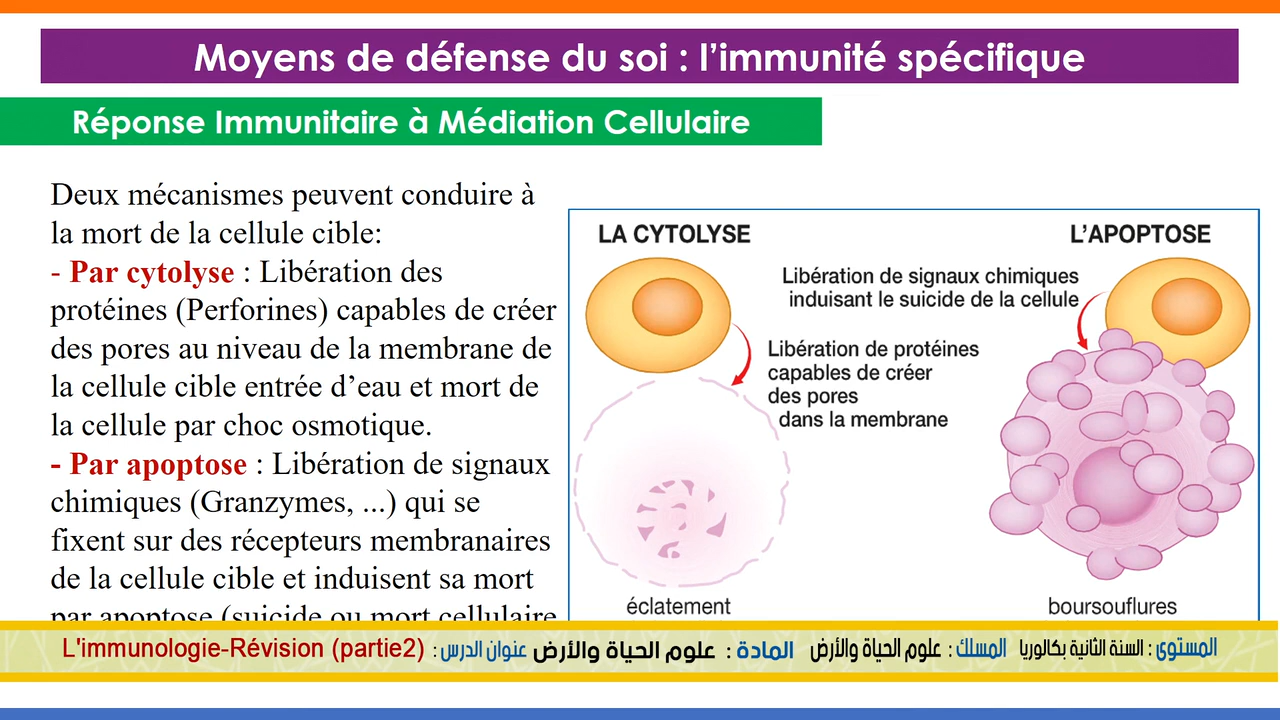 Moyens de défense du soi : l’immunité spécifique
Réponse Immunitaire à Médiation Cellulaire
Deux mécanismes peuvent conduire à
la mort de la cellule cible:
- Par cytolyse : Libération des
protéines (Perforines) capables de créer
des pores au niveau de la membrane de
la cellule cible entrée d’eau et mort de
la cellule par choc osmotique.
- Par apoptose : Libération de signaux
chimiques (Granzymes, ...) qui se
fixent sur des récepteurs membranaires
de la cellule cible et induisent sa mort
par apoptose (suicide ou mort cellulaire
LA CYTOLYSE
Libération de protéines
capables de créer
des pores
dans la membrane
éclatement
L’APOPTOSE
Libération de signaux chimiques
induisant le suicide de la cellule
boursouflures
المستوى : السنة الثانية بكالوريا المسلك : علوم الحياة والأرض المادة : علوم الحياة والأرض عنوان الدرس : L'immunologie-Révision (partie2)